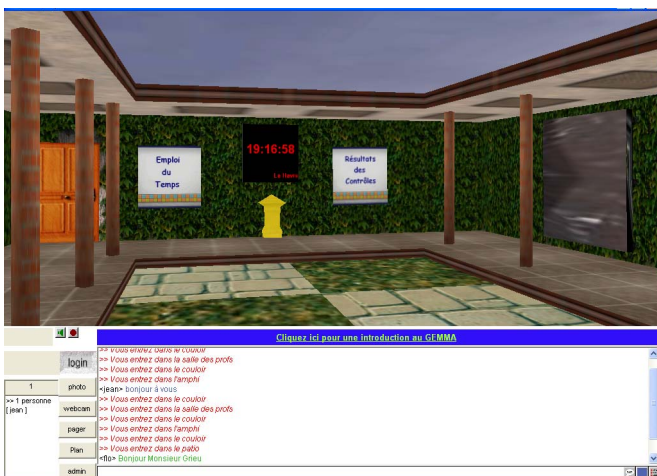 Emploi
du
Temps
19:16:58
Résultats
des
Contrôles
Cliquez ici pour une introduction au GEMMA
>> Vous entrez dans le couloir
>> Vous entrez dans la salle des profs
>> Vous entrez dans le couloir
>> Vous entrez dans l'amphi
<jean> bonjour à vous
>> Vous entrez dans le couloir
>> Vous entrez dans la salle des profs
>> Vous entrez dans le couloir
>> Vous entrez dans l'amphi
>> Vous entrez dans le couloir
>> Vous entrez dans le patio
<flo> Bonjour Monsieur Grieu
login
1
photo
>> 1 personne
[ jean ]
webcam
pager
Plan
admin